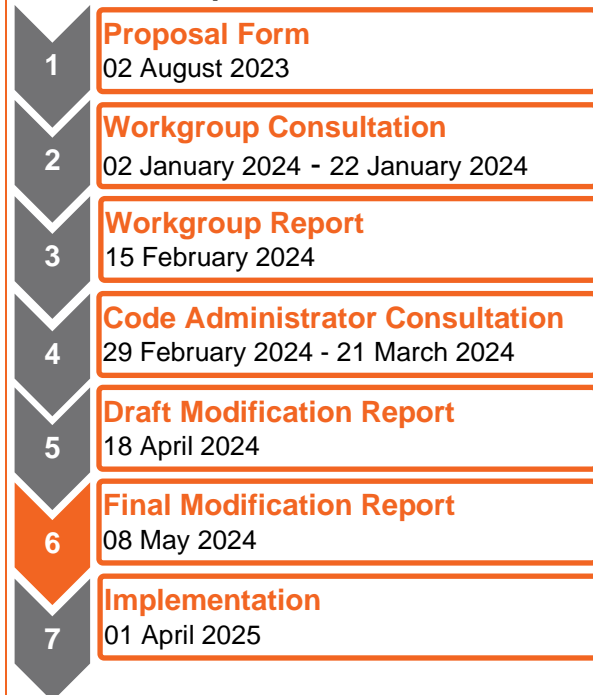 1
Proposal Form
02 August 2023
2
Workgroup Consultation
02 January 2024 - 22 January 2024
3
Workgroup Report
15 February 2024
4
Code Administrator Consultation
29 February 2024 - 21 March 2024
5
Draft Modification Report
18 April 2024
6
Final Modification Report
08 May 2024
7
Implementation
01 April 2025